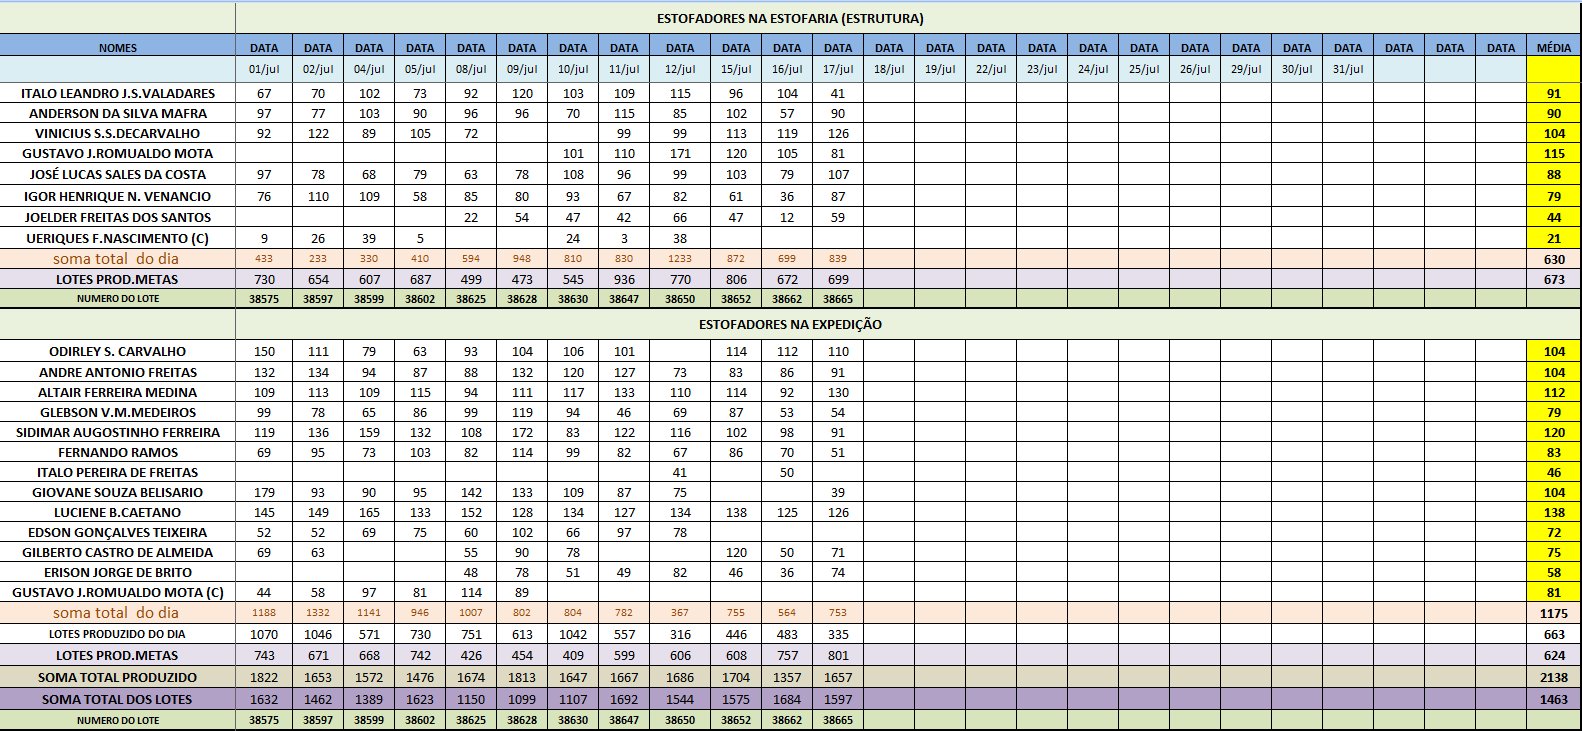 ESTOFADORES NA ESTOFARIA (ESTRUTURA)
NOMES DATA DATA DATA DATA DATA DATA DATA DATA DATA DATA DATA DATA DATA DATA DATA DATA DATA DATA DATA DATA DATA DATA DATA DATA DATA MÉDIA
01/jul 02/jul 04/jul 05/jul 08/jul 09/jul 10/jul 11/jul 12/jul 15/jul 16/jul 17/jul 18/jul 19/jul 22/jul 23/jul 24/jul 25/jul 26/jul 29/jul 30/jul 31/jul
ITALO LEANDRO J.S.VALADARES 67 70 102 73 92 120 103 109 115 96 104 41 91
ANDERSON DA SILVA MAFRA 97 77 103 90 96 96 70 115 85 102 57 90 90
VINICIUS S.S.DECARVALHO 92 122 89 105 72 99 99 113 119 126 104
GUSTAVO J.ROMUALDO MOTA 101 110 171 120 105 81 115
JOSÉ LUCAS SALES DA COSTA 97 78 68 79 63 78 108 96 99 103 79 107 88
IGOR HENRIQUE N. VENANCIO 76 110 109 58 85 80 93 67 82 61 36 87 79
JOELDER FREITAS DOS SANTOS 22 54 47 42 66 47 12 59 44
UERIQUES F.NASCIMENTO (C) 9 26 39 5 24 3 38 21
soma total do dia 433 233 330 410 594 948 810 830 1233 872 699 839 630
LOTES PROD.METAS 730 654 607 687 499 473 545 936 770 806 672 699 673
NUMERO DO LOTE 38575 38597 38599 38602 38625 38628 38630 38647 38650 38652 38662 38665
ESTOFADORES NA EXPEDIÇÃO
ODIRLEY S. CARVALHO 150 111 79 63 93 104 106 101 114 112 110 104
ANDRE ANTONIO FREITAS 132 134 94 87 88 132 120 127 73 83 86 91 104
ALTAIR FERREIRA MEDINA 109 113 109 115 94 111 117 133 110 114 92 130 112
GLEBSON V.M.MEDEIROS 99 78 65 86 99 119 94 46 69 87 53 54 79
SIDIMAR AUGOSTINHO FERREIRA 119 136 159 132 108 172 83 122 116 102 98 91 120
FERNANDO RAMOS 69 95 73 103 82 114 99 82 67 86 70 51 83
ITALO PEREIRA DE FREITAS 41 50 46
GIOVANE SOUZA BELISARIO 179 93 90 95 142 133 109 87 75 39 104
LUCIENE B.CAETANO 145 149 165 133 152 128 134 127 134 138 125 126 138
EDSON GONÇALVES TEIXEIRA 52 52 69 75 60 102 66 97 78 72
GILBERTO CASTRO DE ALMEIDA 69 63 55 90 78 120 50 71 75
ERISON JORGE DE BRITO 48 78 51 49 82 46 36 74 58
GUSTAVO J.ROMUALDO MOTA (C) 44 58 97 81 114 89 81
soma total do dia 1188 1332 1141 946 1007 802 804 782 367 755 564 753 1175
LOTES PRODUZIDO DO DIA 1070 1046 571 730 751 613 1042 557 316 446 483 335 663
LOTES PROD.METAS 743 671 668 742 426 454 409 599 606 608 757 801 624
SOMA TOTAL PRODUZIDO 1822 1653 1572 1476 1674 1813 1647 1667 1686 1704 1357 1657 2138
SOMA TOTAL DOS LOTES 1632 1462 1389 1623 1150 1099 1107 1692 1544 1575 1684 1597 1463
NUMERO DO LOTE 38575 38597 38599 38602 38625 38628 38630 38647 38650 38652 38662 38665